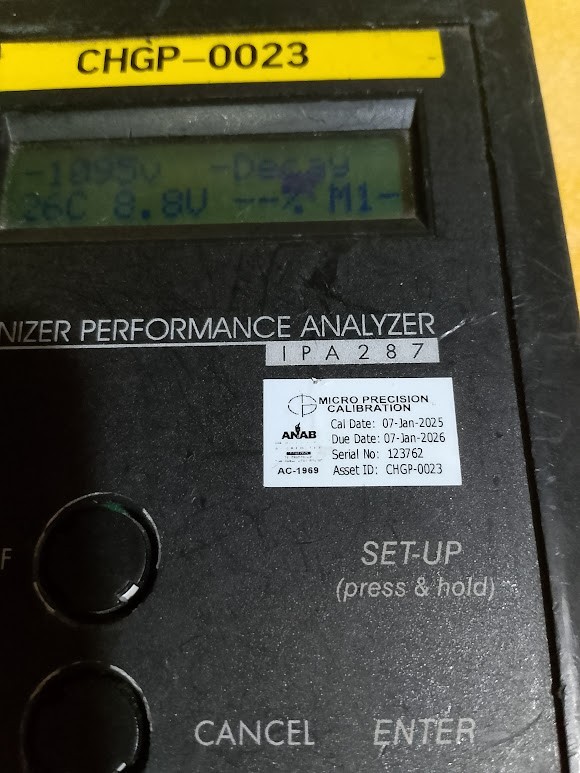 CHGP-0023
-1095v -Decay
26C 8.8V --% M1-
NIZER PERFORMANCE ANALYZER
IPA287
MICRO PRECISION
CALIBRATION
Cal Date: 07-Jan-2025
ANAB
Due Date: 07-Jan-2026
Serial No: 123762
AC-1969
Asset ID: CHGP-0023
F
SET-UP
(press & hold)
CANCEL
ENTER